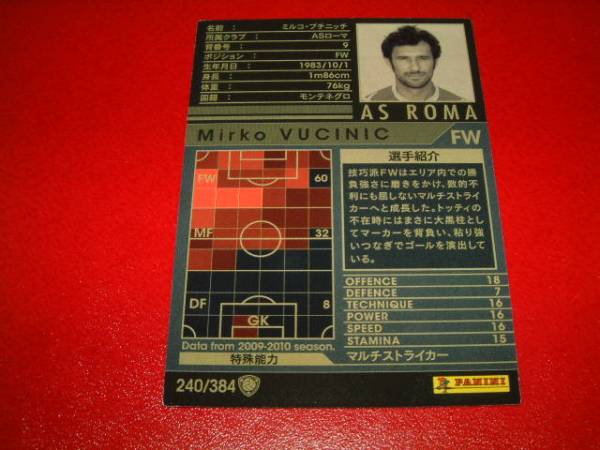 名前 : ミルコ・ブチニッチ
所属クラブ : ASローマ
背番号 : 9
ポジション : FW
生年月日 : 1983/10/1
身長 : 1m86cm
体重 : 76kg
国籍 : モンテネグロ
AS ROMA
Mirko VUCINIC
FW
FW 60
MF 32
DF 8
GK
Data from 2009-2010 season.
特殊能力
240/384
選手紹介
技巧派FWはエリア内での勝
負強さに磨きをかけ、数的不
利にも屈しないマルチストライ
カーへと成長した。トッティの
不在時にはまさに大黒柱とし
てマーカーを背負い、粘り強
いつなぎでゴールを演出して
いる。
OFFENCE 18
DEFENCE 7
TECHNIQUE 16
POWER 16
SPEED 16
STAMINA 15
マルチストライカー
PANINI